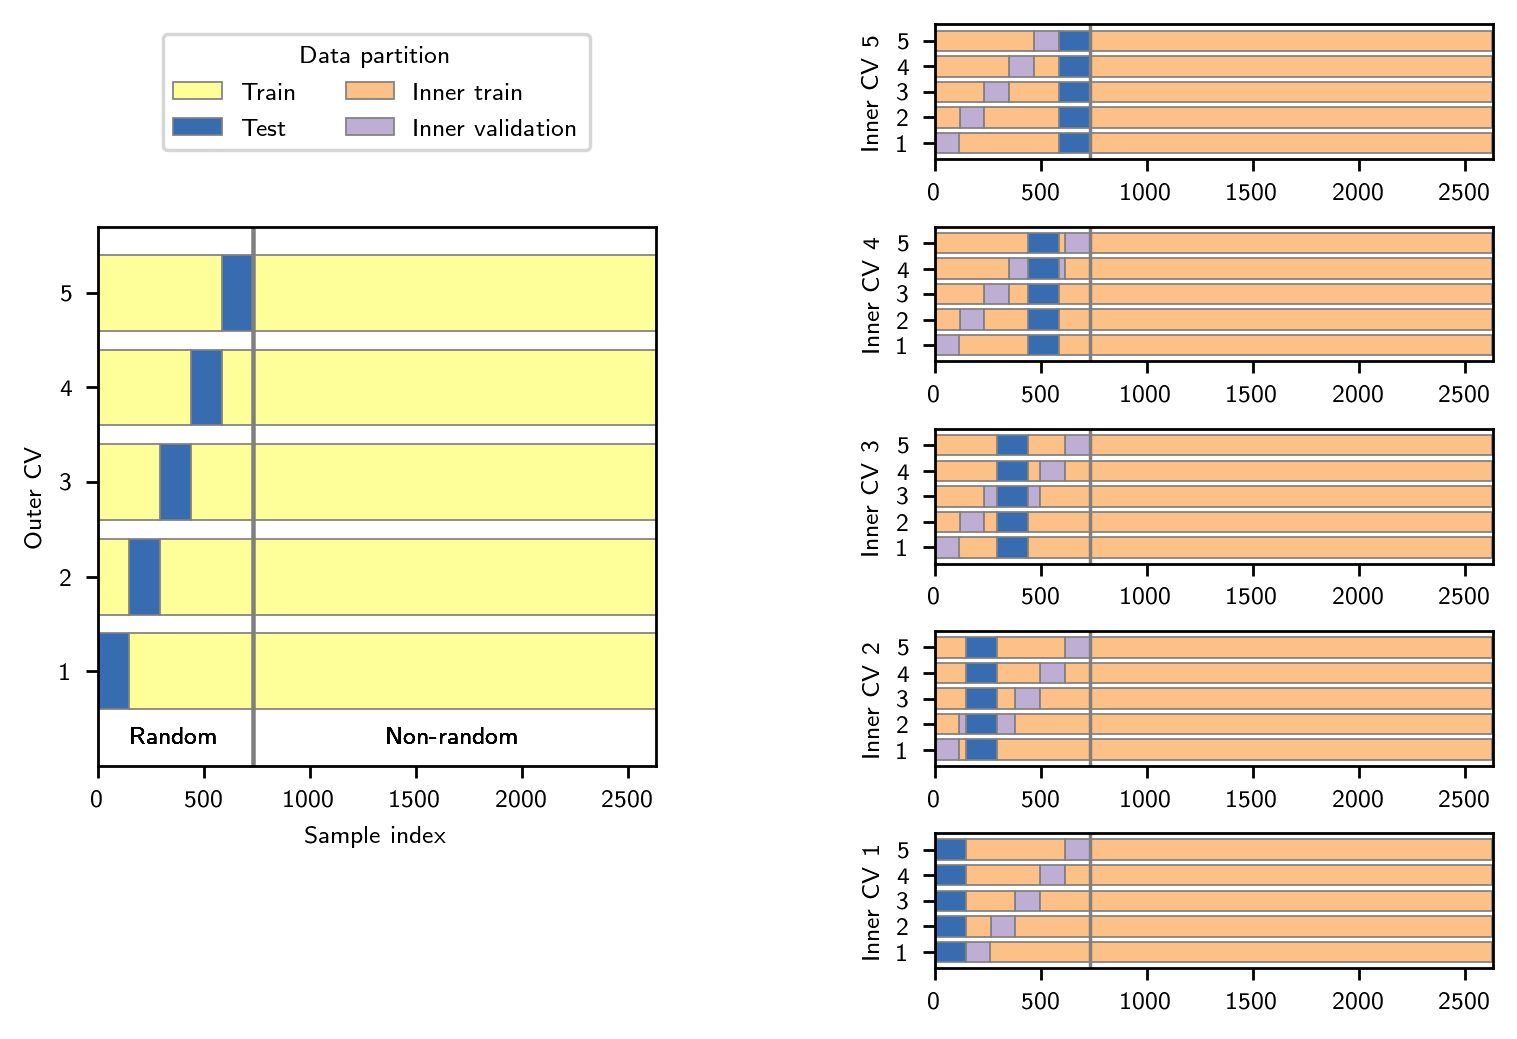 Data partition
Train
Inner train
Test
Inner validation
5
4
3
2
1
Outer CV
Random
Non-random
0 500 1000 1500 2000 2500
Sample index
Inner CV 5
5
4
3
2
1
0 500 1000 1500 2000 2500
Inner CV 4
5
4
3
2
1
0 500 1000 1500 2000 2500
Inner CV 3
5
4
3
2
1
0 500 1000 1500 2000 2500
Inner CV 2
5
4
3
2
1
0 500 1000 1500 2000 2500
Inner CV 1
5
4
3
2
1
0 500 1000 1500 2000 2500